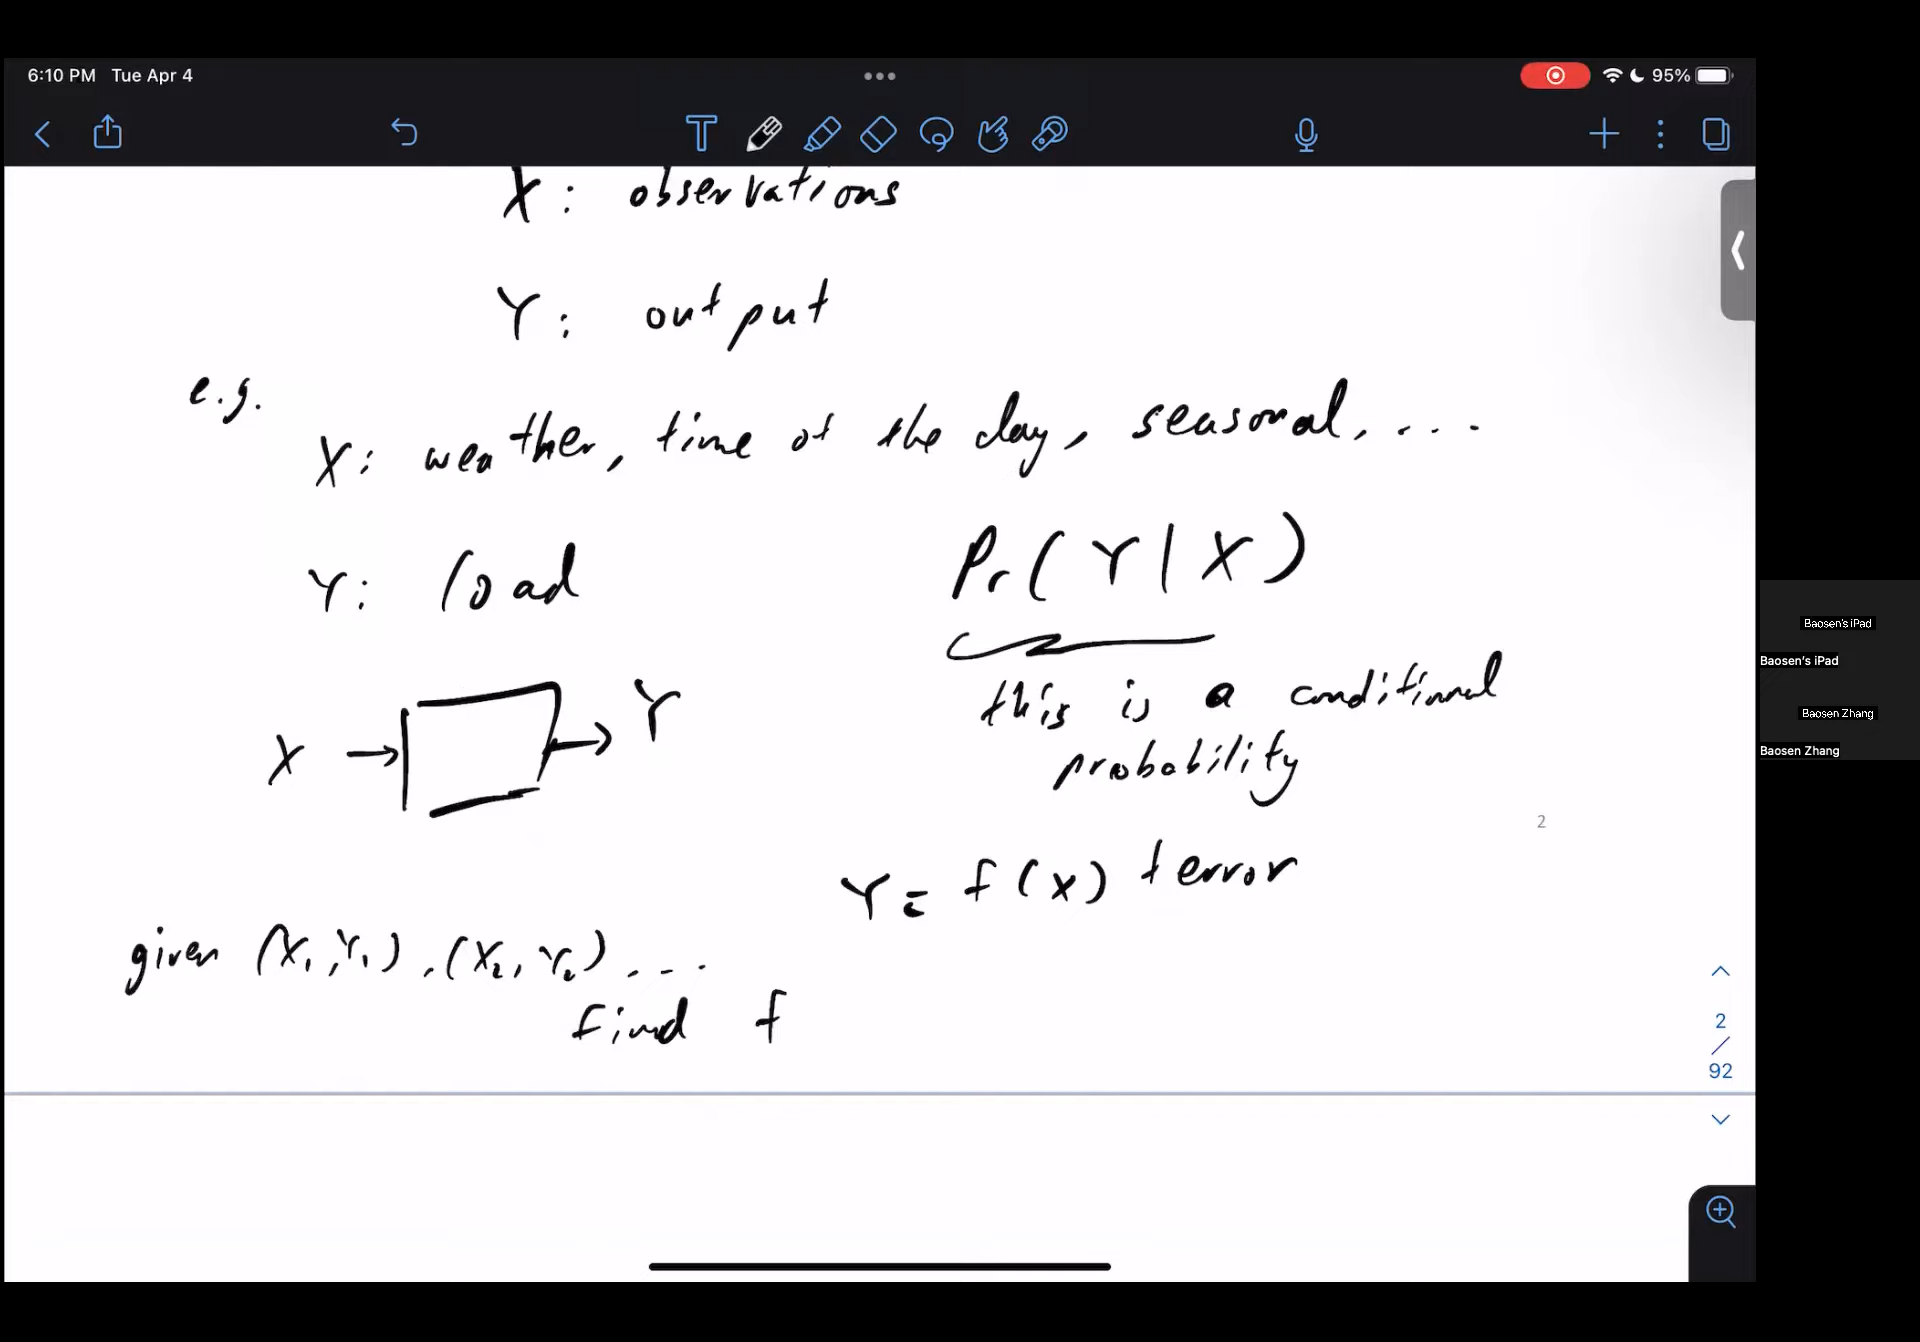 6:10 PM Tue Apr 4
95%
X: observations
Y: output
e.g.
X: weather, time of the day, seasonal, ...
Y: load
Pr(Y|X)
this is a conditional
probability
X → Y
2
Y = f(x) + error
given (X₁,Y₁), (X₂,Y₂), ...
find f
2
/
92
Baosen's iPad
Baosen's iPad
Baosen Zhang
Baosen Zhang